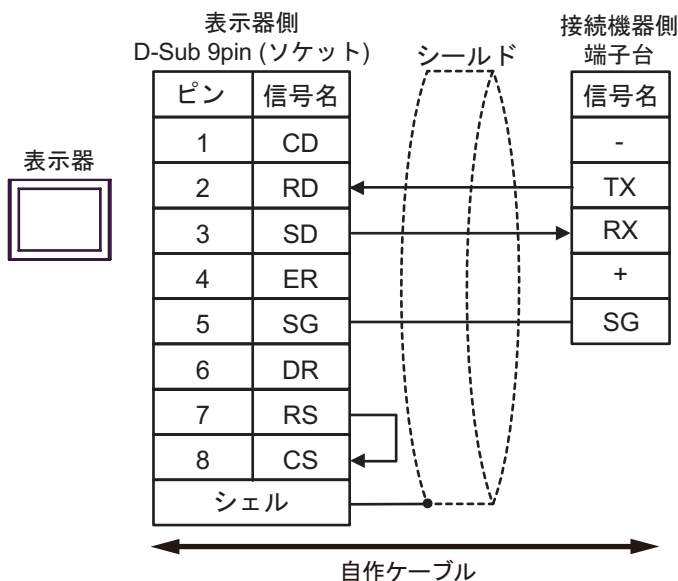 表示器側
D-Sub 9pin (ソケット)
シールド
接続機器側
端子台
表示器
ピン 信号名
1 CD
2 RD
3 SD
4 ER
5 SG
6 DR
7 RS
8 CS
シェル
信号名
-
TX
RX
+
SG
自作ケーブル